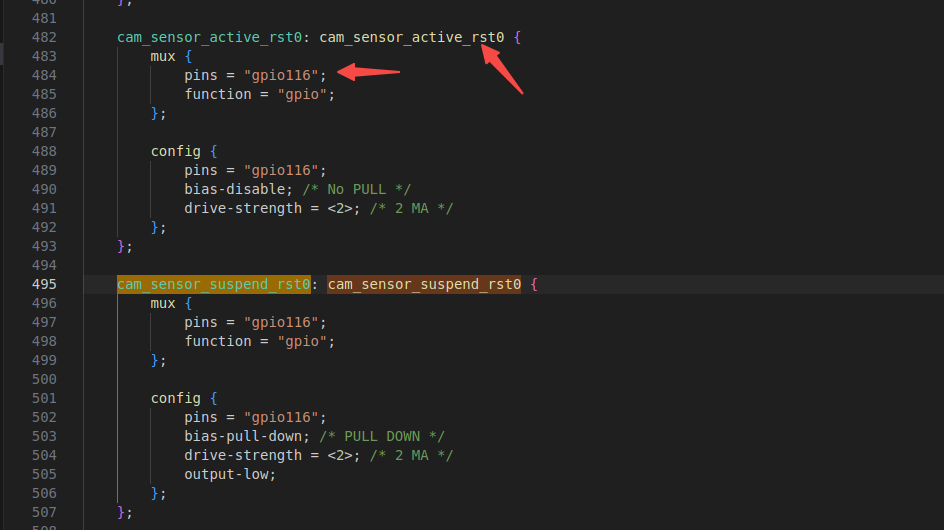 480 };
481
482 cam_sensor_active_rst0: cam_sensor_active_rst0 {
483 mux {
484 pins = "gpio116";
485 function = "gpio";
486 };
487
488 config {
489 pins = "gpio116";
490 bias-disable; /* No PULL */
491 drive-strength = <2>; /* 2 MA */
492 };
493 };
494
495 cam_sensor_suspend_rst0: cam_sensor_suspend_rst0 {
496 mux {
497 pins = "gpio116";
498 function = "gpio";
499 };
500
501 config {
502 pins = "gpio116";
503 bias-pull-down; /* PULL DOWN */
504 drive-strength = <2>; /* 2 MA */
505 output-low;
506 };
507 };
508